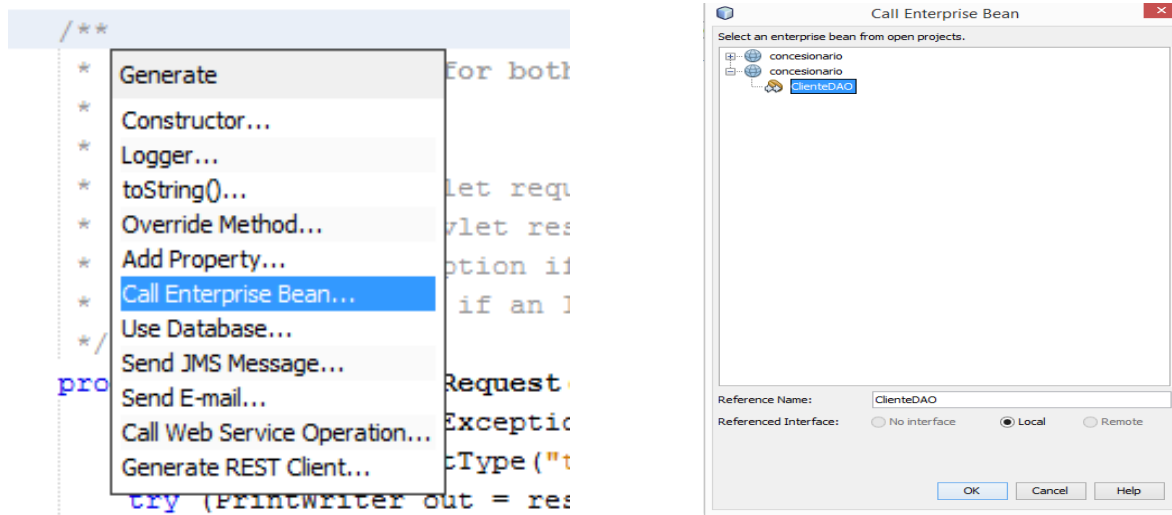 /**
Generate
* for both
*
Constructor...
*
Logger...
* let requ
toString()...
* vlet res
Override Method...
* ption if
Add Property...
* if an I
Call Enterprise Bean...
*/
Use Database...
Send JMS Message...
pro Request(
Send E-mail...
Exceptio
Call Web Service Operation...
tType("t
Generate REST Client...
try (PrintWriter out = res
Call Enterprise Bean
Select an enterprise bean from open projects.
concesionario
concesionario
ClienteDAO
Reference Name: ClienteDAO
Referenced Interface: No interface Local Remote
OK Cancel Help